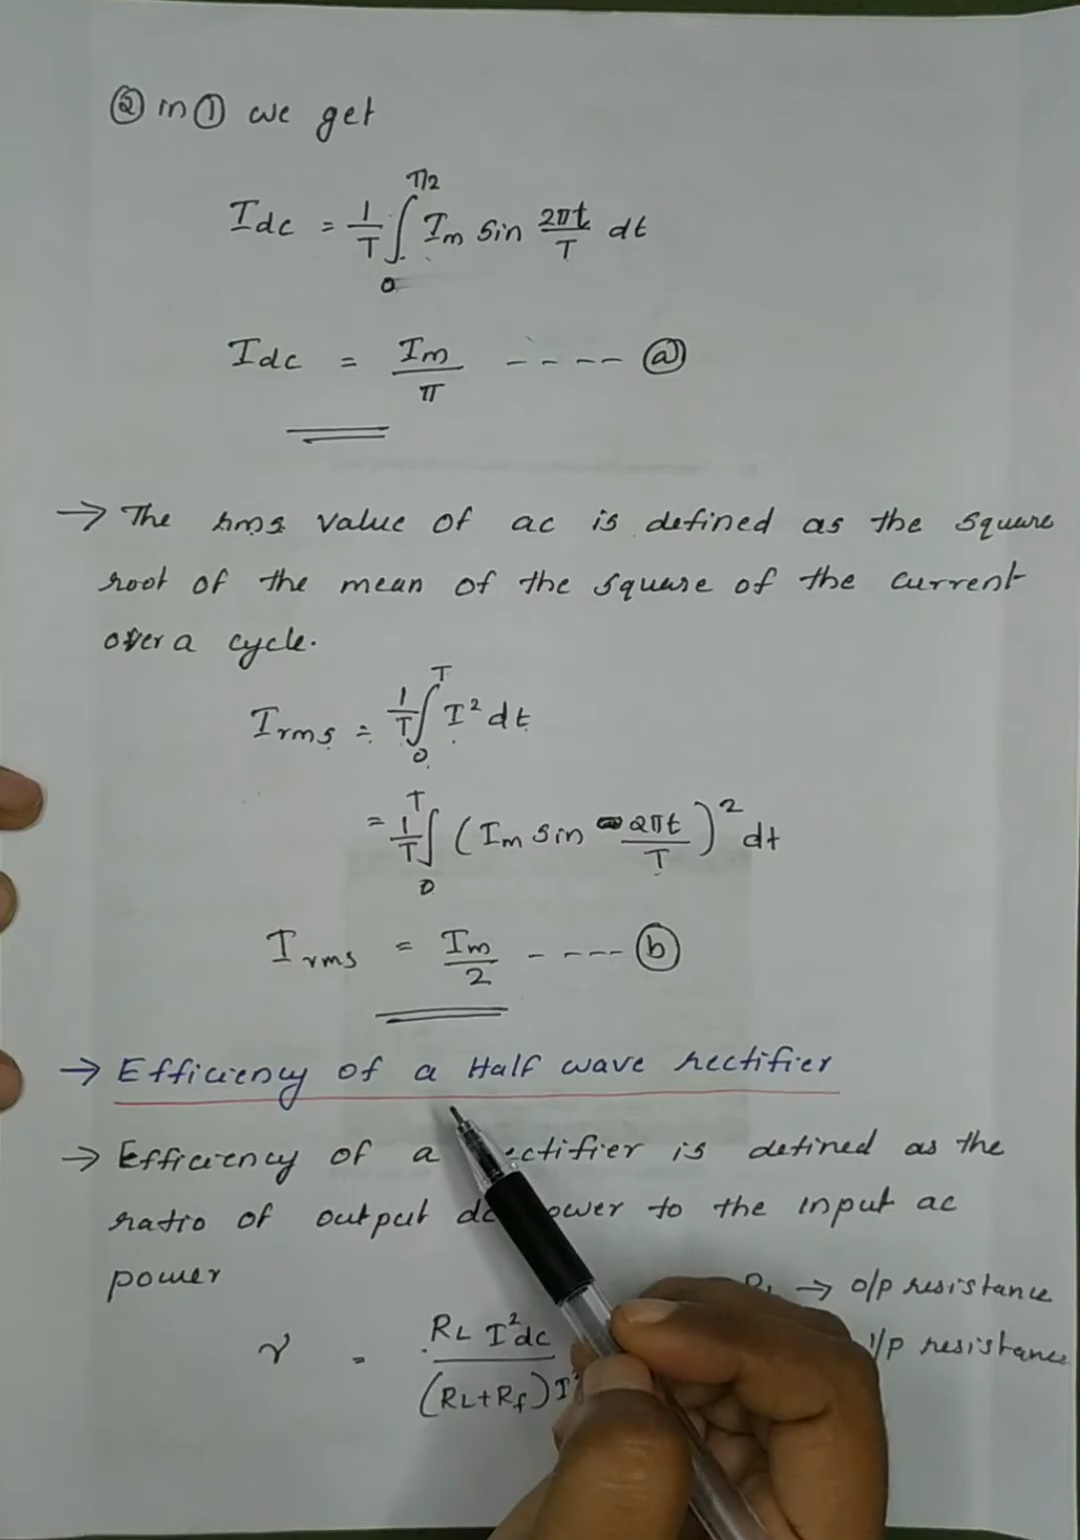 ② in ① we get
Idc = 1/T ∫₀^T/2 Im sin 2πt/T dt
Idc = Im/π ---- ⓐ
→ The rms value of ac is defined as the square
root of the mean of the square of the current
over a cycle.
Irms = 1/T ∫₀^T I² dt
= 1/T ∫₀^T (Im sin 2πt/T)² dt
Irms = Im/2 ---- ⓑ
→ Efficiency of a Half wave rectifier
→ Efficiency of a rectifier is defined as the
ratio of output dc power to the input ac
power
→ o/p resistance
γ = RL I²dc / (RL+Rf) I²
i/p resistance